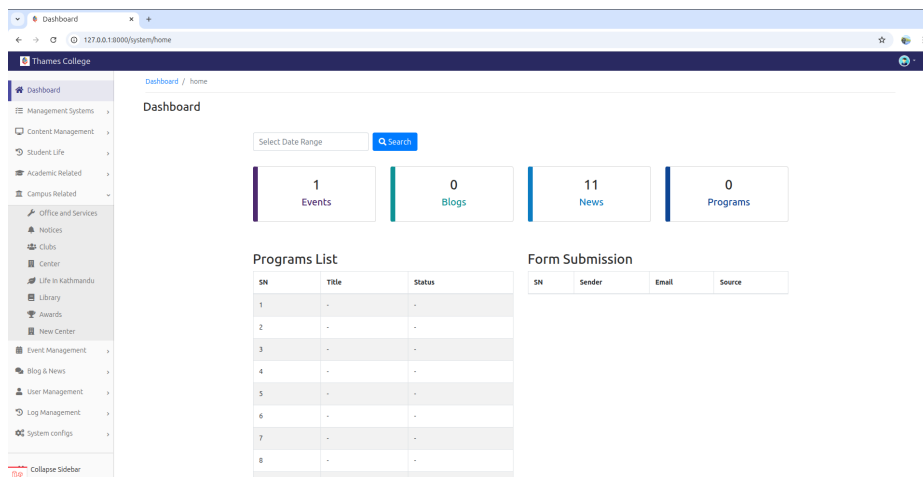 Dashboard
127.0.0.1:8000/system/home
Thames College
Dashboard / home
Dashboard
Management Systems
Content Management
Student Life
Academic Related
Campus Related
Office and Services
Notices
Clubs
Center
Life in Kathmandu
Library
Awards
New Center
Event Management
Blog & News
User Management
Log Management
System configs
Collapse Sidebar
Dashboard
Select Date Range
Search
1
Events
0
Blogs
11
News
0
Programs
Programs List
SN Title Status
1 - -
2 - -
3 - -
4 - -
5 - -
6 - -
7 - -
8 - -
Form Submission
SN Sender Email Source